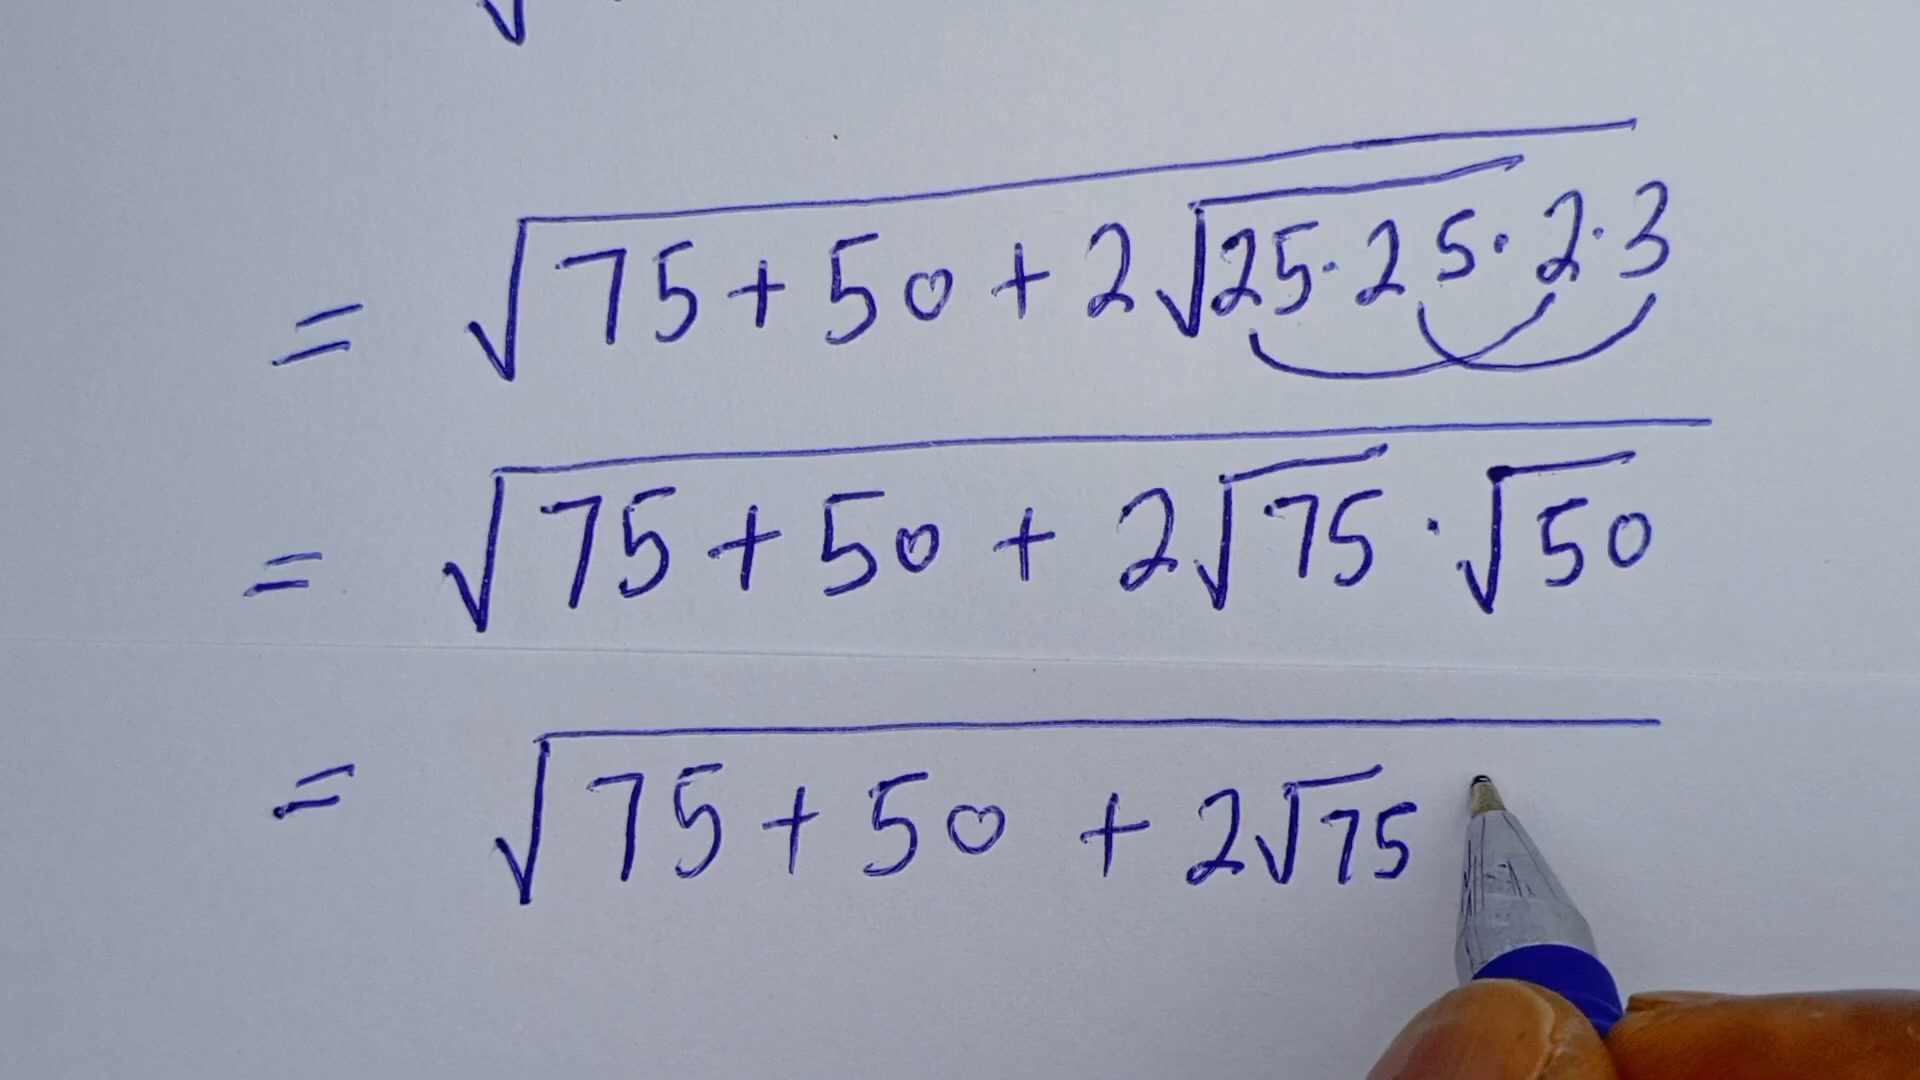 = √75 + 50 + 2√25·25·2·3
= √75 + 50 + 2√75 · √50
= √75 + 50 + 2√75